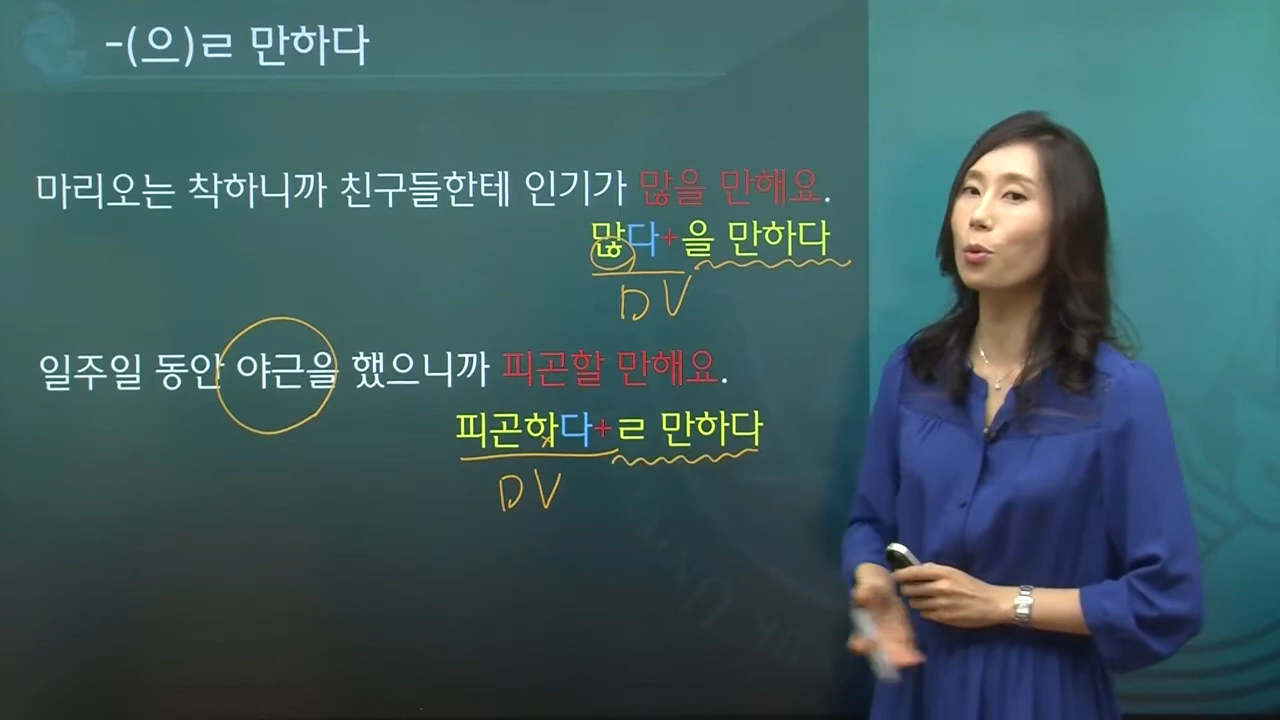 -(으)ㄹ 만하다
마리오는 착하니까 친구들한테 인기가 많을 만해요.
많다+을 만하다
DV
일주일 동안 야근을 했으니까 피곤할 만해요.
피곤하다+ㄹ 만하다
DV